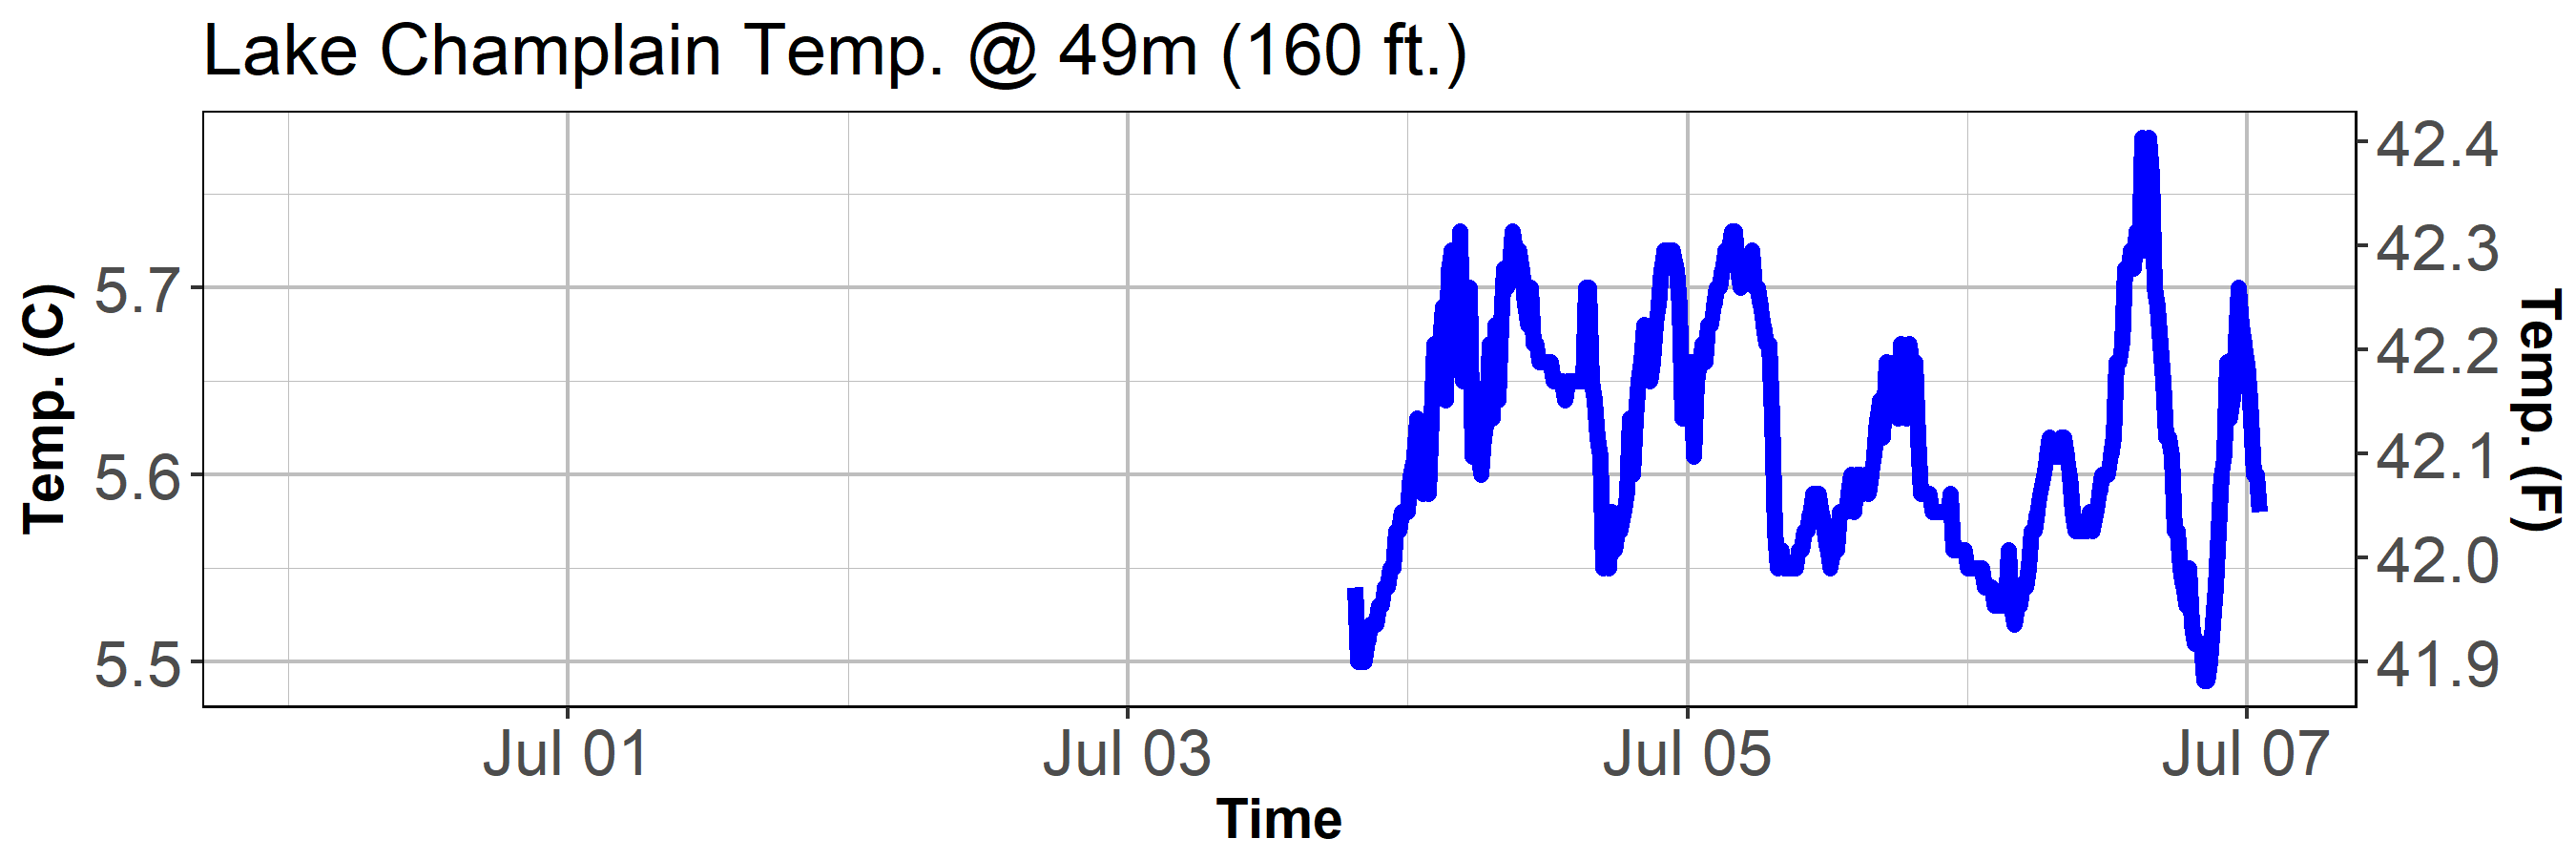 Lake Champlain Temp. @ 49m (160 ft.)
Temp. (C)
5.7
5.6
5.5
42.4
42.3
42.2
42.1
42.0
41.9
Temp. (F)
Jul 01 Jul 03 Jul 05 Jul 07
Time